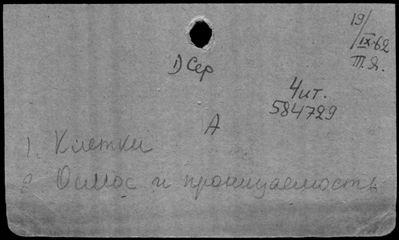 19/
IX-62
Т.Я.
D Сер
Чит.
584729
А
1. Клетки
2. Осмос и проницаемость